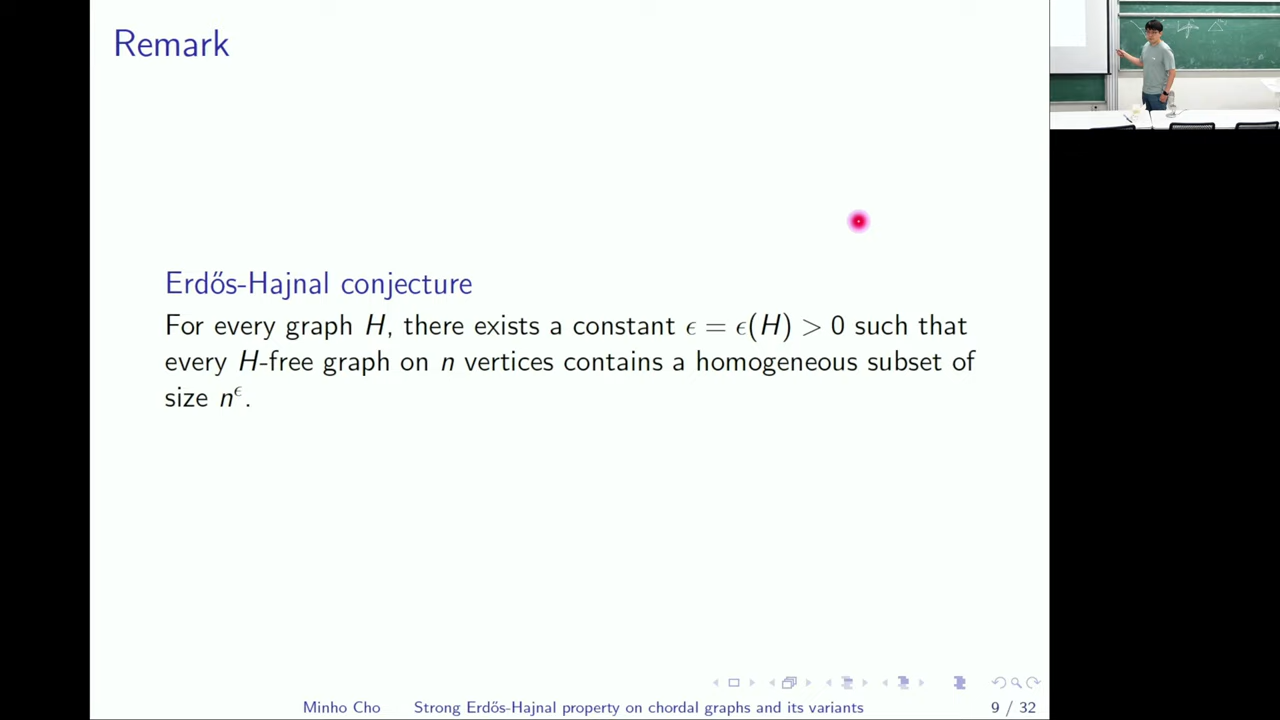 Remark
Erdős-Hajnal conjecture
For every graph H, there exists a constant ϵ = ϵ(H) > 0 such that
every H-free graph on n vertices contains a homogeneous subset of
size n^ϵ.
Minho Cho Strong Erdős-Hajnal property on chordal graphs and its variants 9 / 32